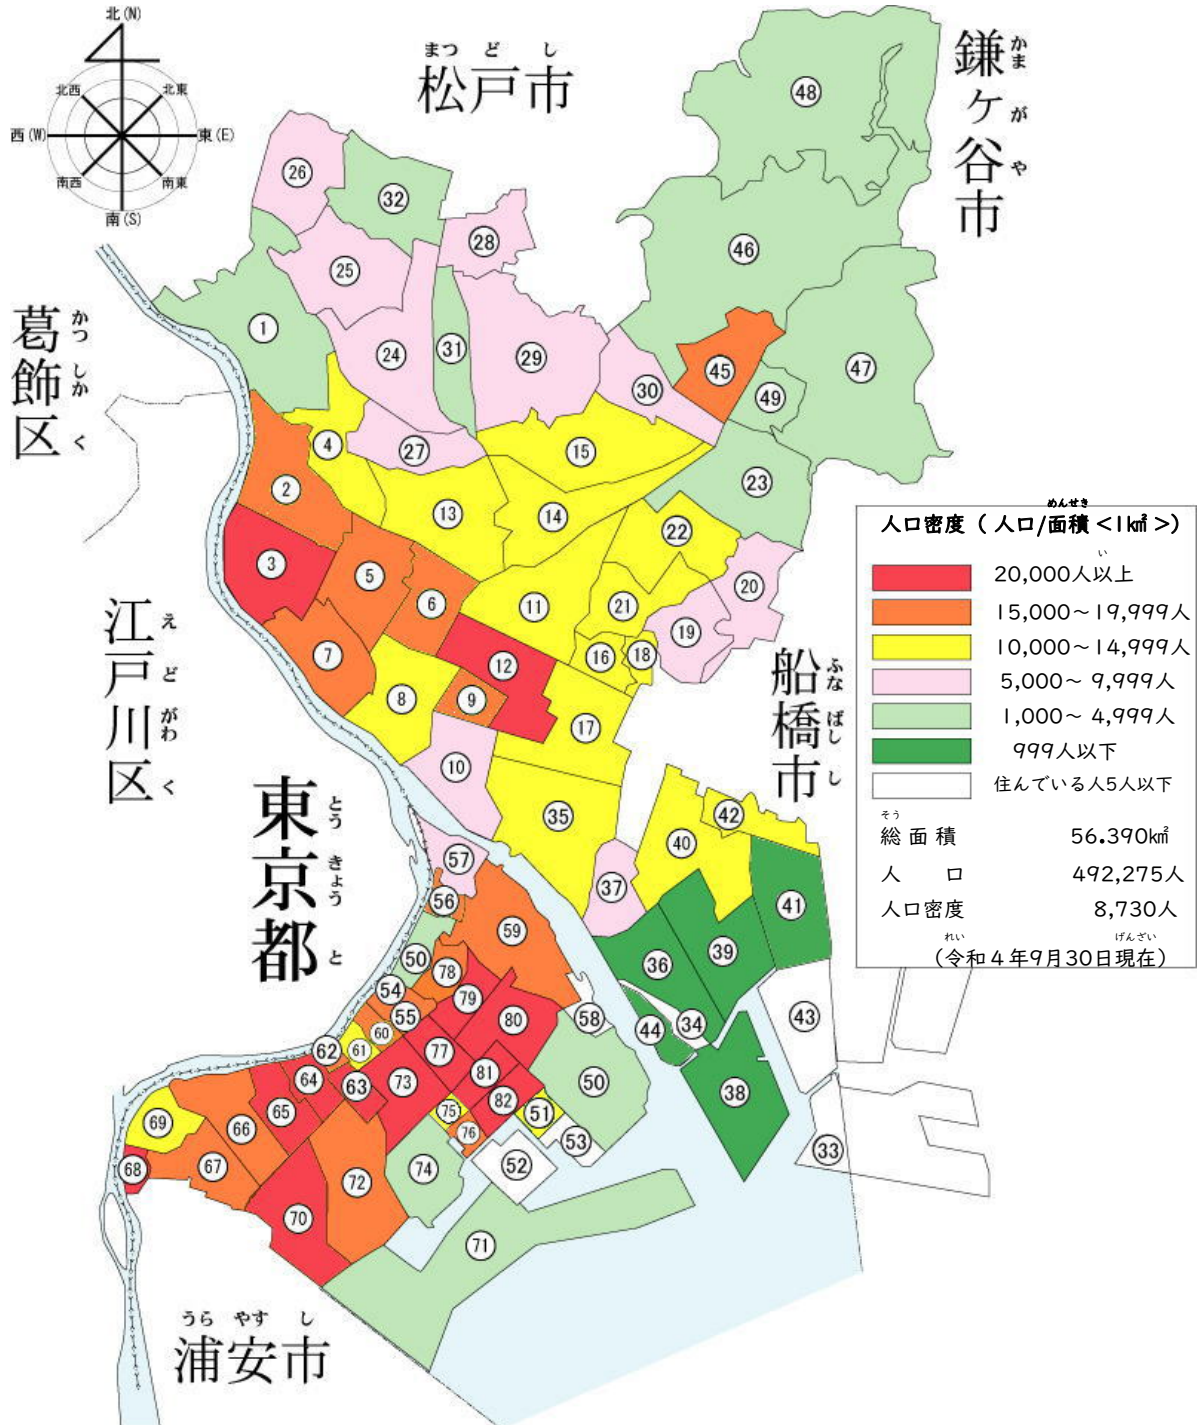 北(N)
北西
北東
西(W)
東(E)
南西
南東
南(S)
まつ ど し
松戸市
かま が や
鎌ケ谷市
かつ しか く
葛飾区
え ど がわ く
江戸川区
とう きょう と
東京都
ふな ばし し
船橋市
うら やす し
浦安市
48
26
32
28
46
25
1
24
31
29
30
45
49
47
4
27
15
2
13
14
23
22
3
5
6
11
21
20
7
12
16
18
19
8
9
17
10
35
42
40
57
37
56
41
59
36
39
50
78
54
79
55
80
58
44
34
43
60
62
61
77
81
50
64
63
73
82
38
65
75
51
69
66
76
53
33
68
67
72
74
52
70
71
めんせき
人口密度(人口/面積<1k㎡>)
い
20,000人以上
15,000~19,999人
10,000~14,999人
5,000~ 9,999人
1,000~ 4,999人
999人以下
住んでいる人5人以下
そう
総面積 56.390k㎡
人 口 492,275人
人口密度 8,730人
れい げんざい
(令和4年9月30日現在)